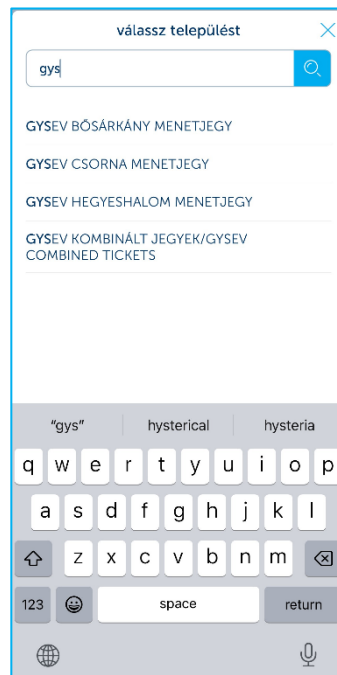 válassz települést
gys
GYSEV BŐSÁRKÁNY MENETJEGY
GYSEV CSORNA MENETJEGY
GYSEV HEGYESHALOM MENETJEGY
GYSEV KOMBINÁLT JEGYEK/GYSEV
COMBINED TICKETS
"gys" hysterical hysteria
q w e r t y u i o p
a s d f g h j k l
z x c v b n m
123 space return